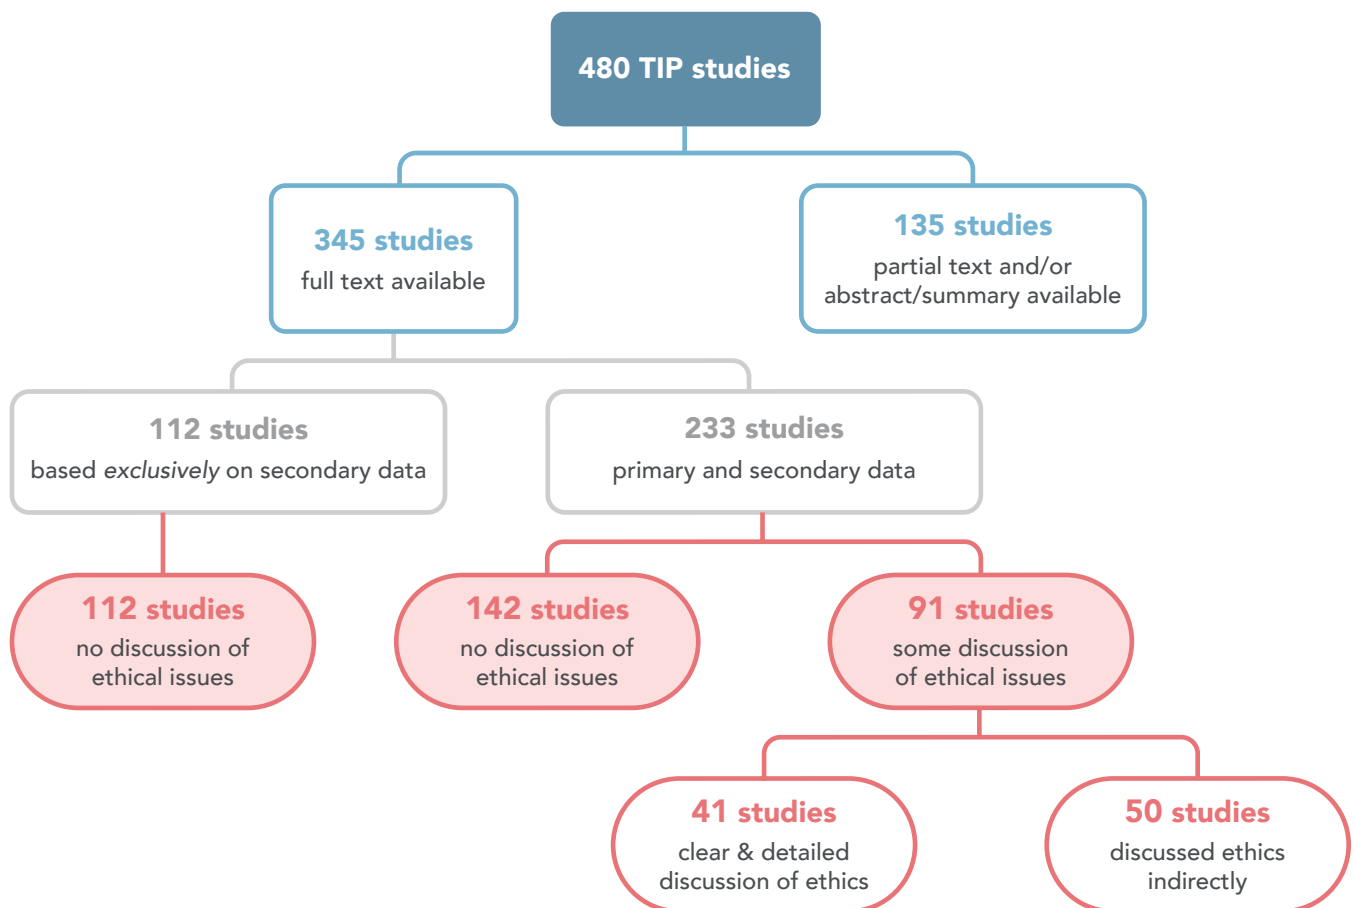 480 TIP studies
345 studies
full text available
135 studies
partial text and/or
abstract/summary available
112 studies
based exclusively on secondary data
233 studies
primary and secondary data
112 studies
no discussion of
ethical issues
142 studies
no discussion of
ethical issues
91 studies
some discussion
of ethical issues
41 studies
clear & detailed
discussion of ethics
50 studies
discussed ethics
indirectly